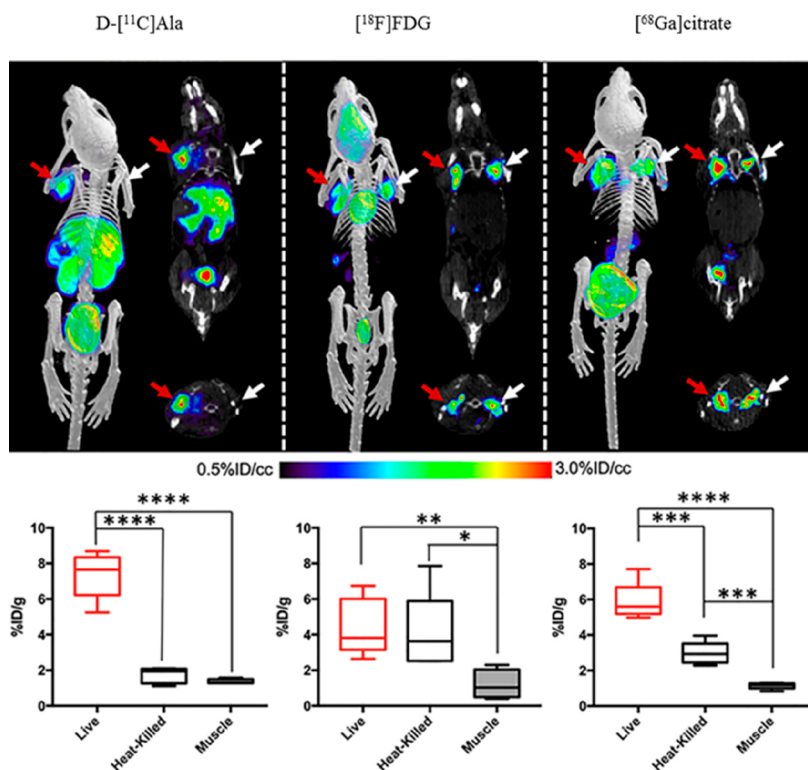 D-[¹¹C]Ala
[¹⁸F]FDG
[⁶⁸Ga]citrate
0.5%ID/cc
3.0%ID/cc
****
****
%ID/g
10
8
6
4
2
0
Live
Heat-Killed
Muscle
**
*
%ID/g
10
8
6
4
2
0
Live
Heat-Killed
Muscle
****
***
***
%ID/g
10
8
6
4
2
0
Live
Heat-Killed
Muscle